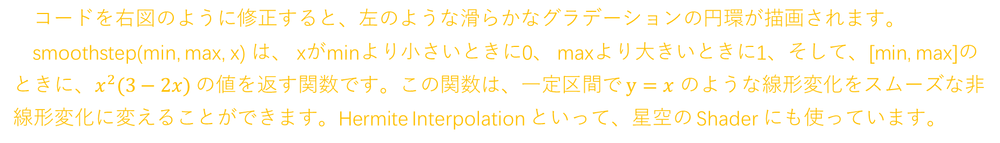 コードを右図のように修正すると、左のような滑らかなグラデーションの円環が描画されます。
smoothstep(min, max, x) は、 xがminより小さいときに0、 maxより大きいときに1、そして、[min, max]の
ときに、x²(3 − 2x) の値を返す関数です。この関数は、一定区間で y = x のような線形変化をスムーズな非
線形変化に変えることができます。Hermite Interpolation といって、星空の Shader にも使っています。